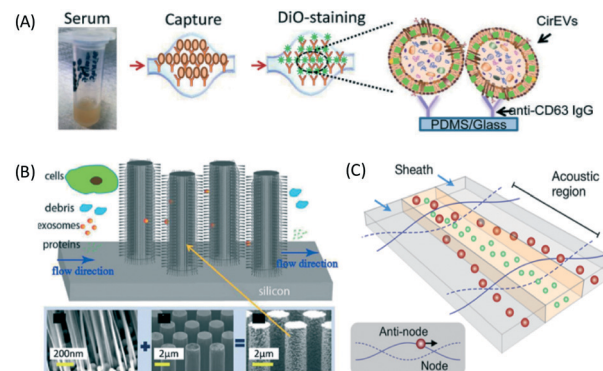 (A)
Serum
Capture
DiO-staining
CirEVs
anti-CD63 IgG
PDMS/Glass
(B)
cells
debris
exosomes
proteins
flow direction
flow direction
silicon
200nm
+
2μm
=
2μm
(C)
Sheath
Acoustic
region
Anti-node
Node